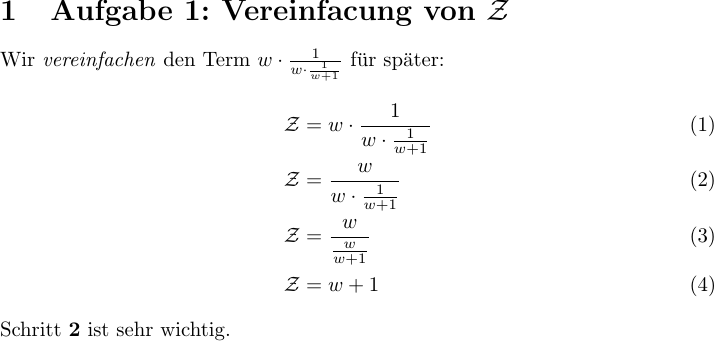 1 Aufgabe 1: Vereinfacung von $\mathcal{Z}$
Wir vereinfachen den Term $w \cdot \frac{1}{w \cdot \frac{1}{w+1}}$ für später:
$\mathcal{Z} = w \cdot \frac{1}{w \cdot \frac{1}{w+1}}$ (1)
$\mathcal{Z} = \frac{w}{w \cdot \frac{1}{w+1}}$ (2)
$\mathcal{Z} = \frac{w}{\frac{w}{w+1}}$ (3)
$\mathcal{Z} = w + 1$ (4)
Schritt 2 ist sehr wichtig.